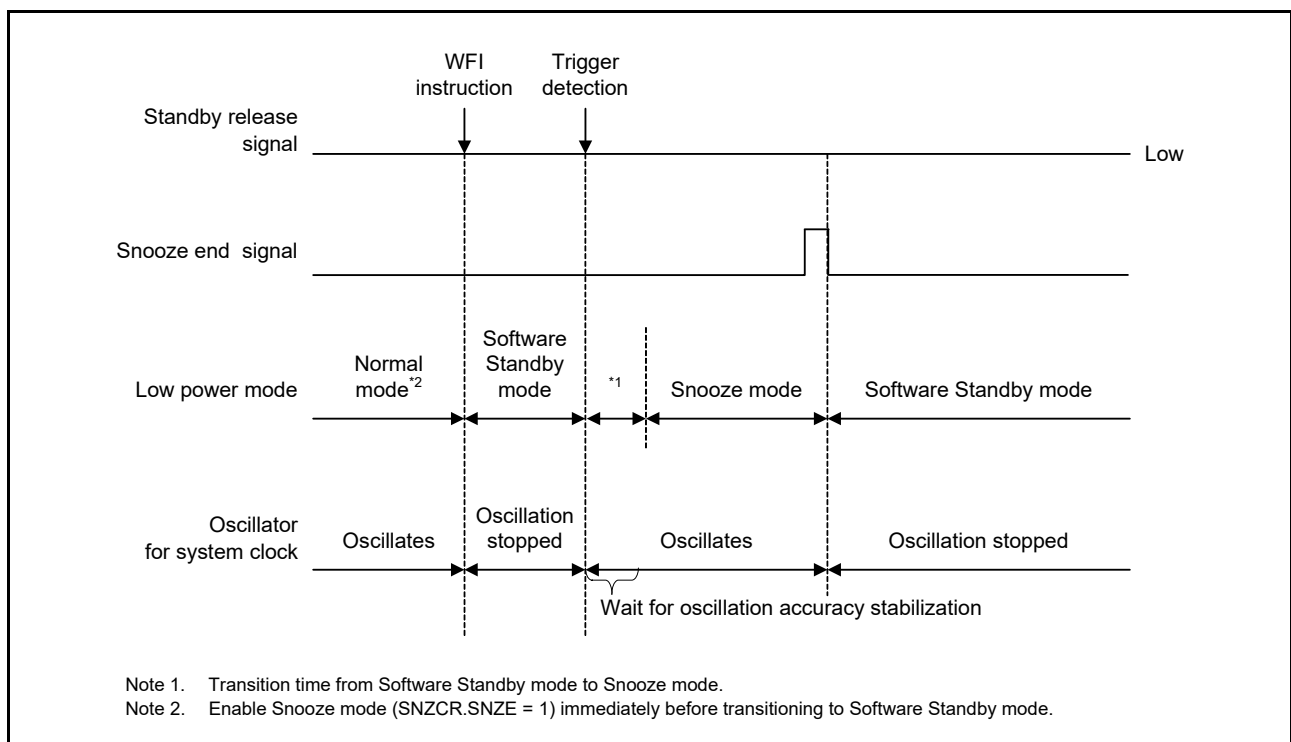 WFI
instruction
Trigger
detection
Standby release
signal
Low
Snooze end  signal
Low power mode
Normal
mode*2
Software
Standby
mode
*1
Snooze mode
Software Standby mode
Oscillator
for system clock
Oscillates
Oscillation
stopped
Oscillates
Oscillation stopped
Wait for oscillation accuracy stabilization
Note 1. Transition time from Software Standby mode to Snooze mode.
Note 2. Enable Snooze mode (SNZCR.SNZE = 1) immediately before transitioning to Software Standby mode.